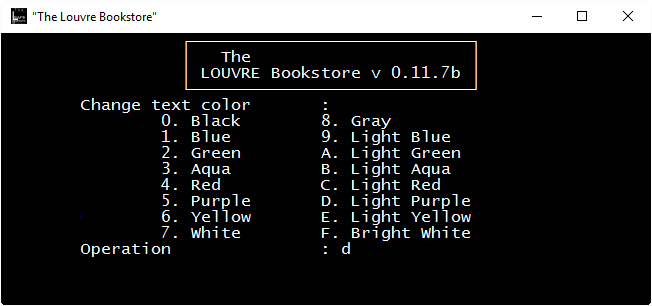 "The Louvre Bookstore"
The
LOUVRE Bookstore v 0.11.7b
Change text color :
0. Black 8. Gray
1. Blue 9. Light Blue
2. Green A. Light Green
3. Aqua B. Light Aqua
4. Red C. Light Red
5. Purple D. Light Purple
6. Yellow E. Light Yellow
7. White F. Bright White
Operation : d